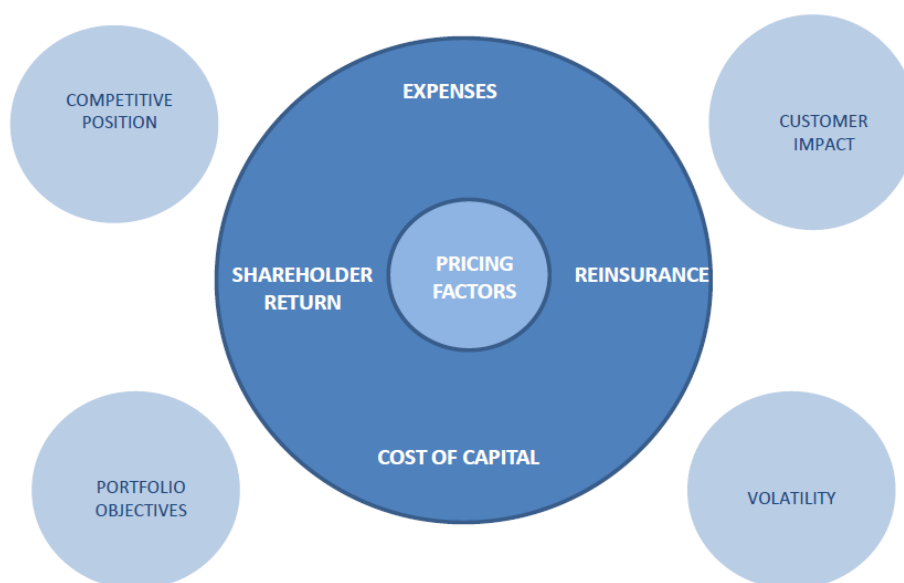 EXPENSES
COMPETITIVE
POSITION
CUSTOMER
IMPACT
SHAREHOLDER
RETURN
PRICING
FACTORS
REINSURANCE
COST OF CAPITAL
PORTFOLIO
OBJECTIVES
VOLATILITY